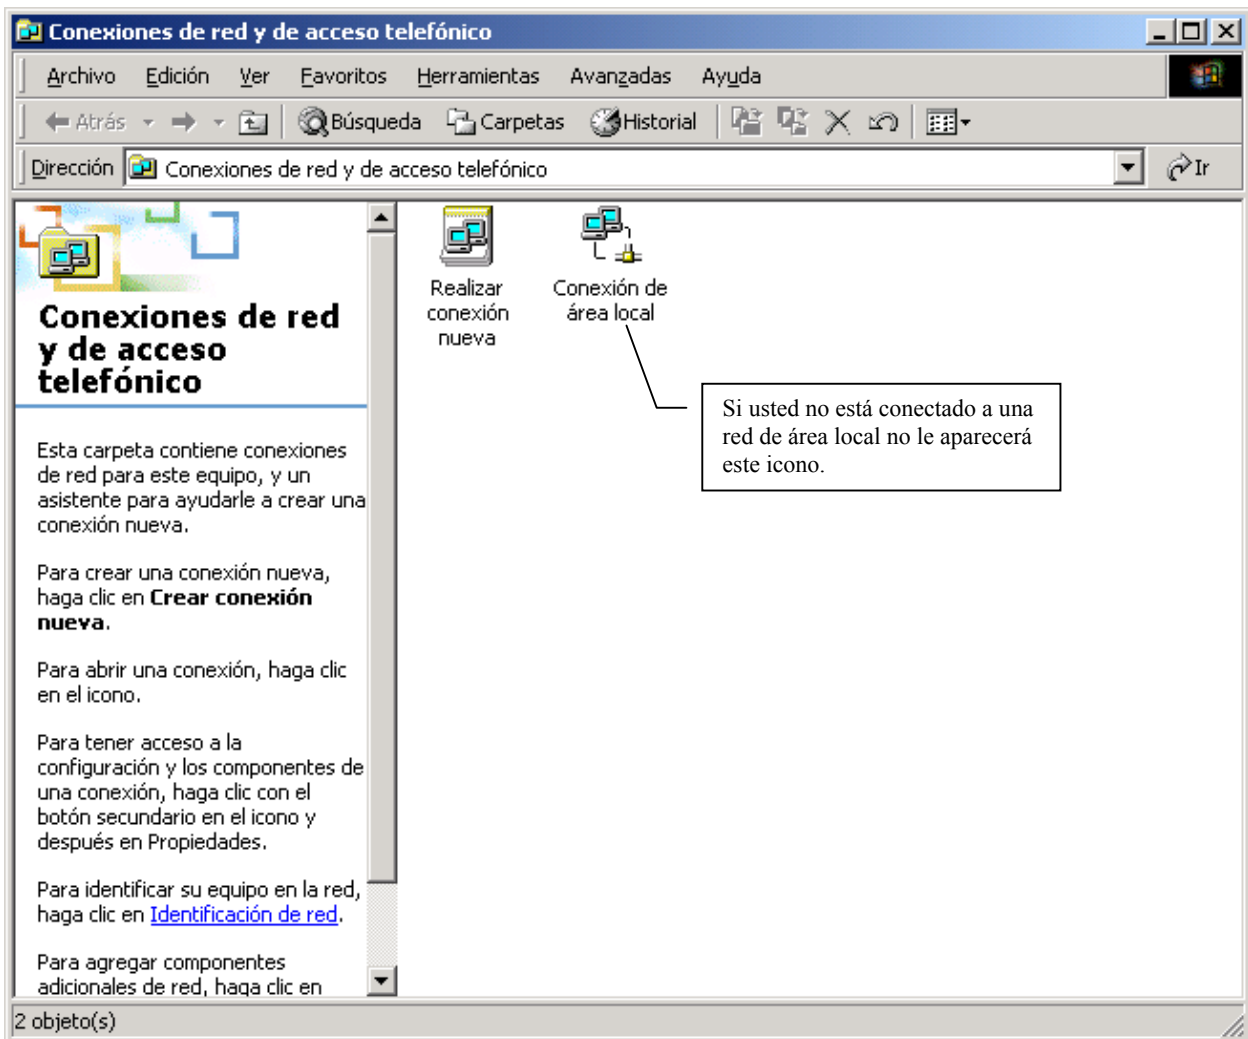 Conexiones de red y de acceso telefónico
Archivo Edición Ver Favoritos Herramientas Avanzadas Ayuda
Atrás Búsqueda Carpetas Historial
Dirección Conexiones de red y de acceso telefónico Ir
Conexiones de red
y de acceso
telefónico
Esta carpeta contiene conexiones
de red para este equipo, y un
asistente para ayudarle a crear una
conexión nueva.
Para crear una conexión nueva,
haga clic en Crear conexión
nueva.
Para abrir una conexión, haga clic
en el icono.
Para tener acceso a la
configuración y los componentes de
una conexión, haga clic con el
botón secundario en el icono y
después en Propiedades.
Para identificar su equipo en la red,
haga clic en Identificación de red.
Para agregar componentes
adicionales de red, haga clic en
Realizar
conexión
nueva
Conexión de
área local
Si usted no está conectado a una
red de área local no le aparecerá
este icono.
2 objeto(s)